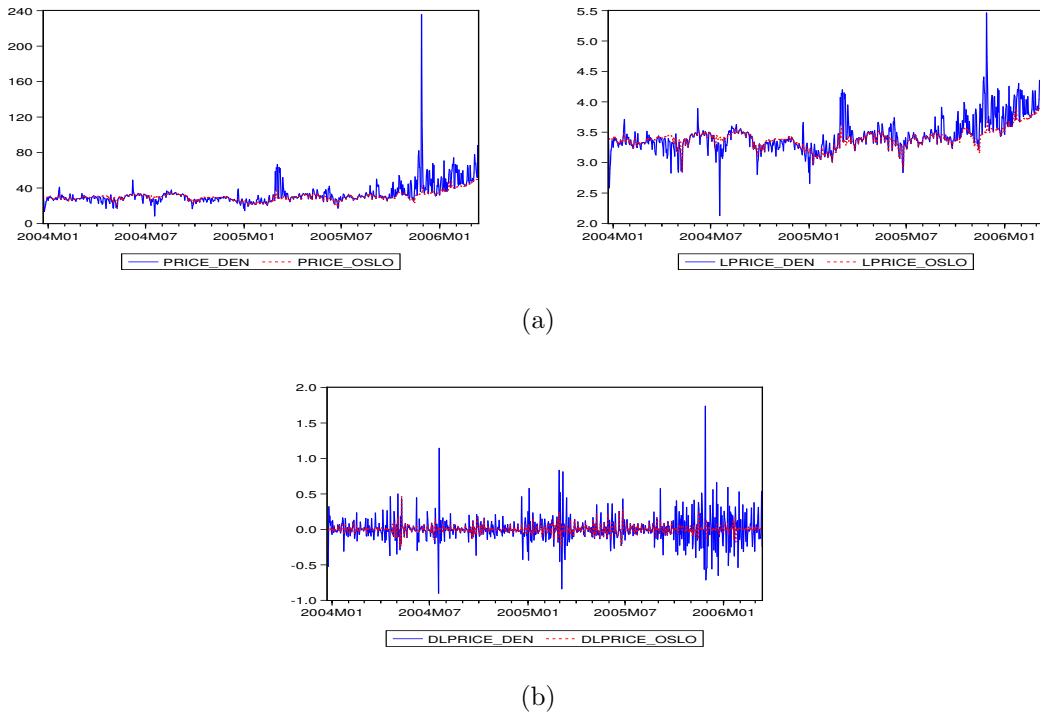 240
200
160
120
80
40
0
2004M01 2004M07 2005M01 2005M07 2006M01
PRICE_DEN PRICE_OSLO
5.5
5.0
4.5
4.0
3.5
3.0
2.5
2.0
2004M01 2004M07 2005M01 2005M07 2006M01
LPRICE_DEN LPRICE_OSLO
(a)
2.0
1.5
1.0
0.5
0.0
-0.5
-1.0
2004M01 2004M07 2005M01 2005M07 2006M01
DLPRICE_DEN DLPRICE_OSLO
(b)